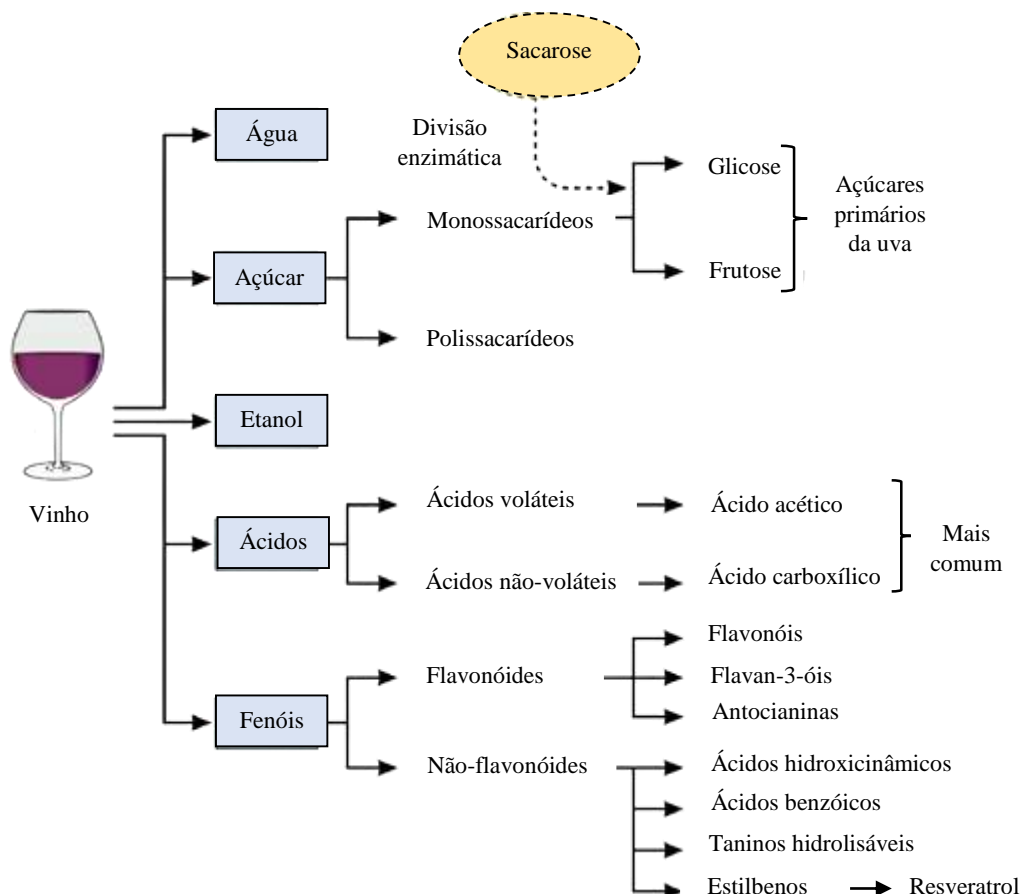 Sacarose
Água
Divisão
enzimática
Glicose
Açúcares
primários
da uva
Monossacarídeos
Açúcar
Frutose
Polissacarídeos
Etanol
Vinho
Ácidos voláteis
Ácido acético
Ácidos
Mais
comum
Ácidos não-voláteis
Ácido carboxílico
Flavonóis
Flavonóides
Flavan-3-óis
Antocianinas
Fenóis
Não-flavonóides
Ácidos hidroxicinâmicos
Ácidos benzóicos
Taninos hidrolisáveis
Estilbenos
Resveratrol